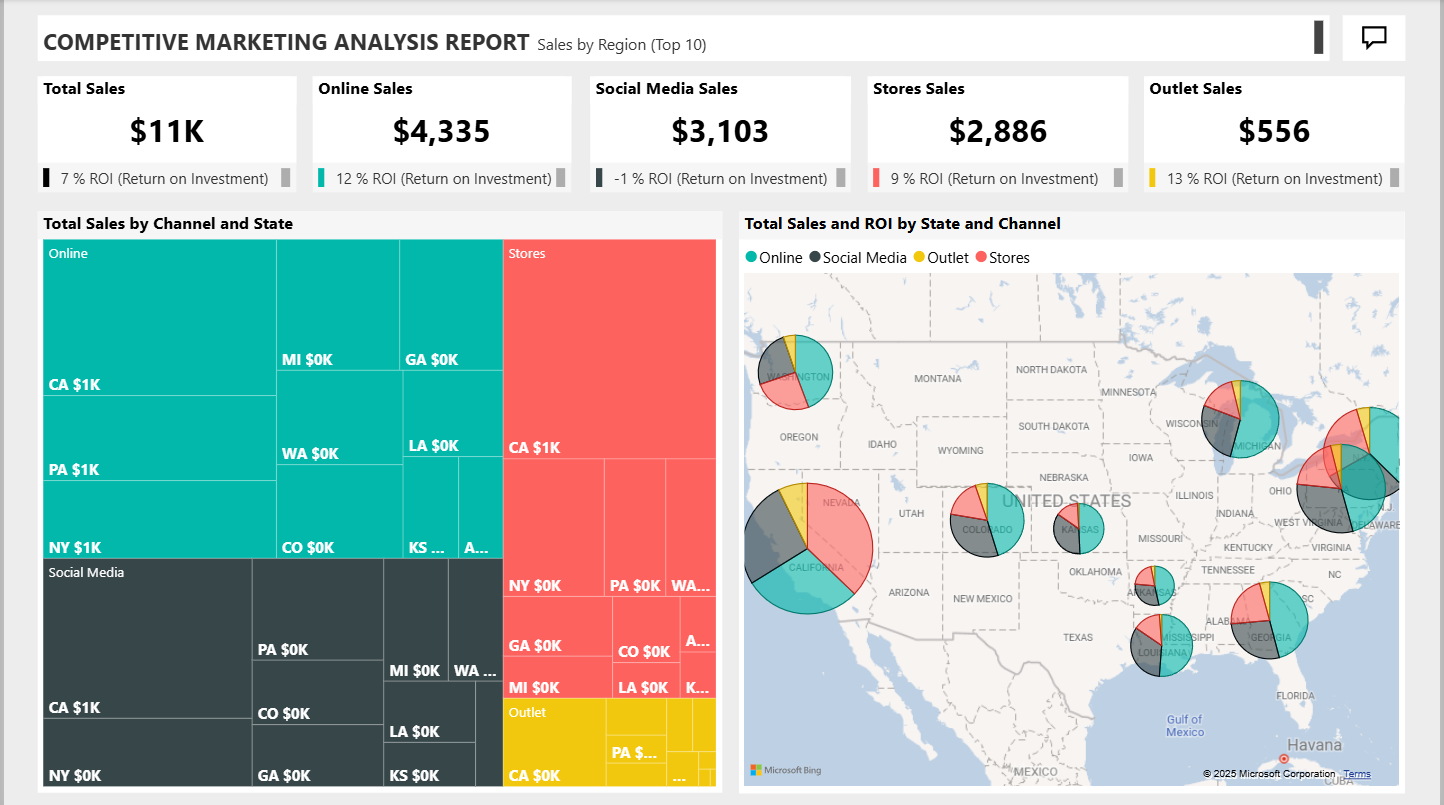 COMPETITIVE MARKETING ANALYSIS REPORT Sales by Region (Top 10)
Total Sales
$11K
7 % ROI (Return on Investment)
Online Sales
$4,335
12 % ROI (Return on Investment)
Social Media Sales
$3,103
-1 % ROI (Return on Investment)
Stores Sales
$2,886
9 % ROI (Return on Investment)
Outlet Sales
$556
13 % ROI (Return on Investment)
Total Sales by Channel and State
Online
CA $1K
PA $1K
NY $1K
MI $0K
GA $0K
WA $0K
LA $0K
CO $0K
KS ...
A...
Social Media
CA $1K
NY $0K
PA $0K
CO $0K
GA $0K
MI $0K
WA ...
LA $0K
KS $0K
Stores
CA $1K
NY $0K
PA $0K
WA...
GA $0K
MI $0K
CO $0K
LA $0K
A...
K...
Outlet
CA $0K
PA $...
...
Total Sales and ROI by State and Channel
Online
Social Media
Outlet
Stores
WASHINGTON
MONTANA
NORTH DAKOTA
MINNESOTA
OREGON
IDAHO
WYOMING
SOUTH DAKOTA
WISCONSIN
MICHIGAN
IOWA
NEBRASKA
NEVADA
UTAH
COLORADO
UNITED STATES
KANSAS
ILLINOIS
INDIANA
OHIO
WEST VIRGINIA
N.J.
DELAWARE
MISSOURI
KENTUCKY
VIRGINIA
CALIFORNIA
ARIZONA
NEW MEXICO
OKLAHOMA
ARKANSAS
TENNESSEE
NC
SC
TEXAS
LOUISIANA
MISSISSIPPI
ALABAMA
GEORGIA
FLORIDA
Gulf of
Mexico
Havana
MEXICO
CUBA
Microsoft Bing
© 2025 Microsoft Corporation Terms